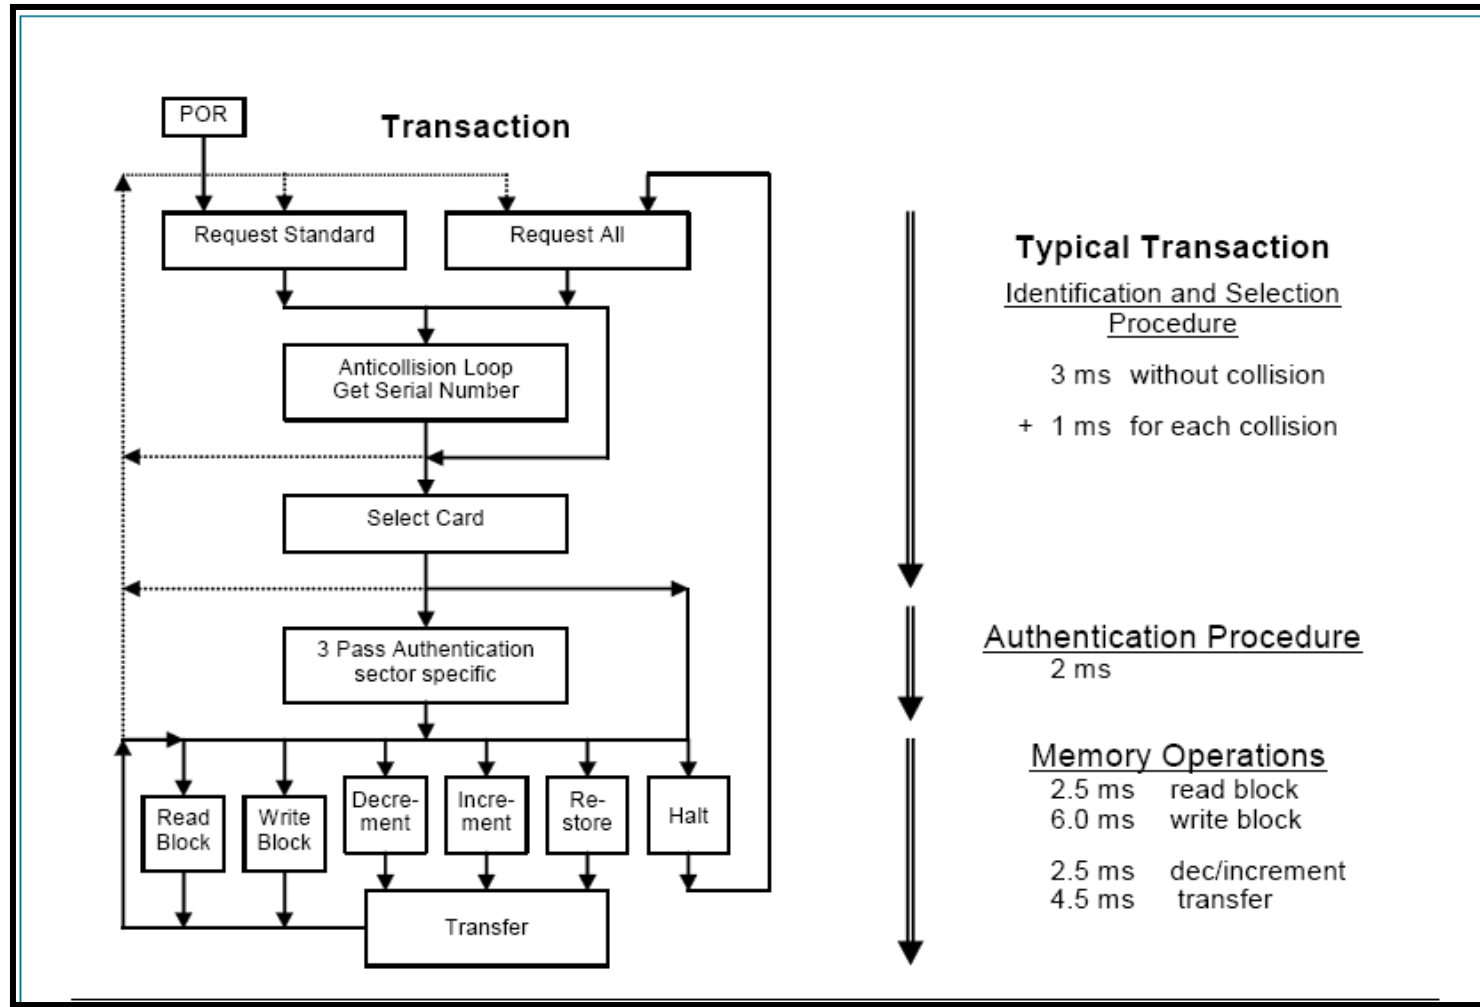 POR
Transaction
Request Standard
Request All
Anticollision Loop
Get Serial Number
Select Card
3 Pass Authentication
sector specific
Read
Block
Write
Block
Decre-
ment
Incre-
ment
Re-
store
Halt
Transfer
Typical Transaction
Identification and Selection
Procedure
3 ms without collision
+ 1 ms for each collision
Authentication Procedure
2 ms
Memory Operations
2.5 ms read block
6.0 ms write block
2.5 ms dec/increment
4.5 ms transfer